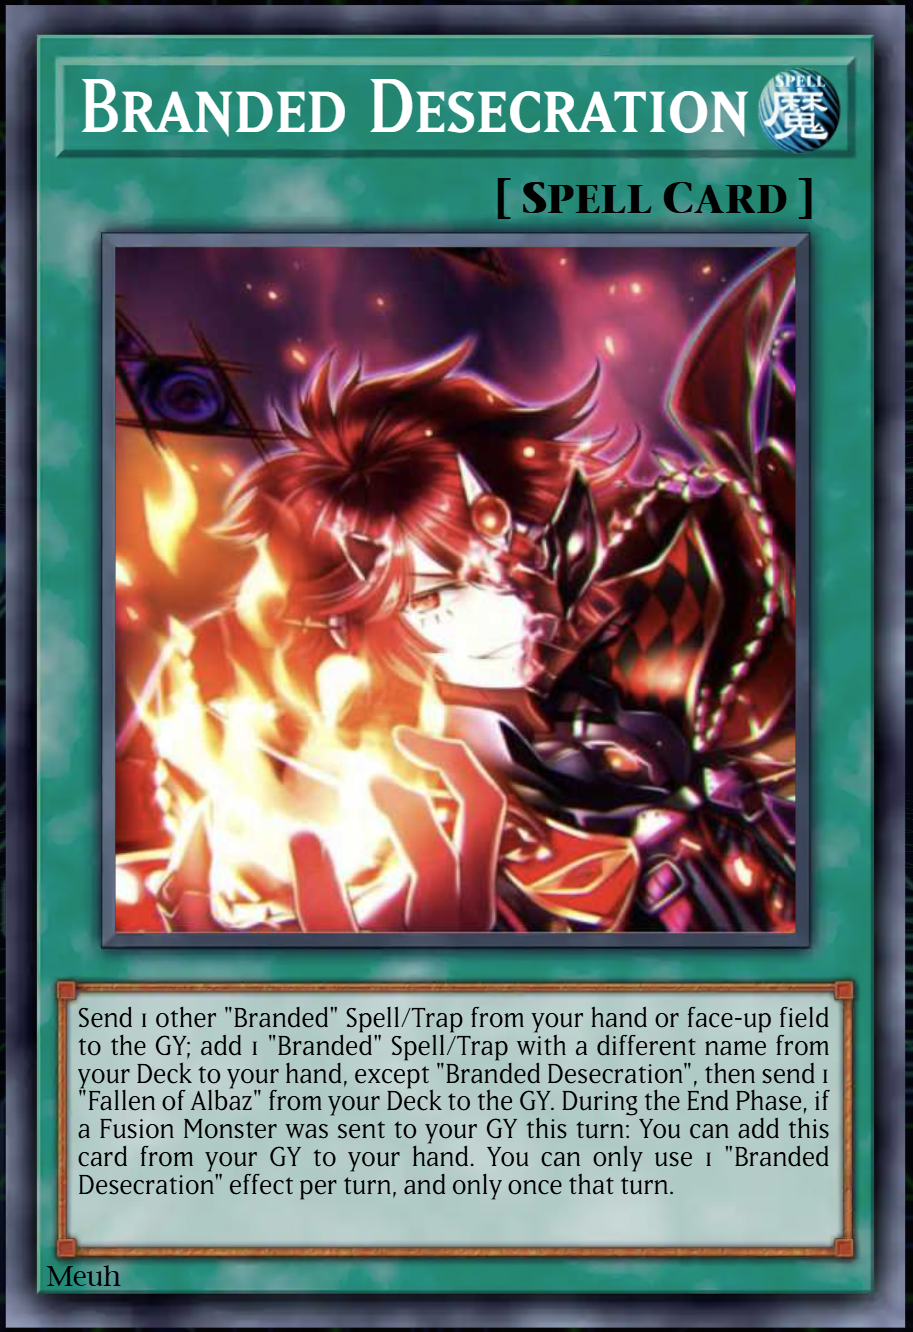 BRANDED DESECRATION
SPELL
魔
[ SPELL CARD ]
Send 1 other "Branded" Spell/Trap from your hand or face-up field
to the GY; add 1 "Branded" Spell/Trap with a different name from
your Deck to your hand, except "Branded Desecration", then send 1
"Fallen of Albaz" from your Deck to the GY. During the End Phase, if
a Fusion Monster was sent to your GY this turn: You can add this
card from your GY to your hand. You can only use 1 "Branded
Desecration" effect per turn, and only once that turn.
Meuh